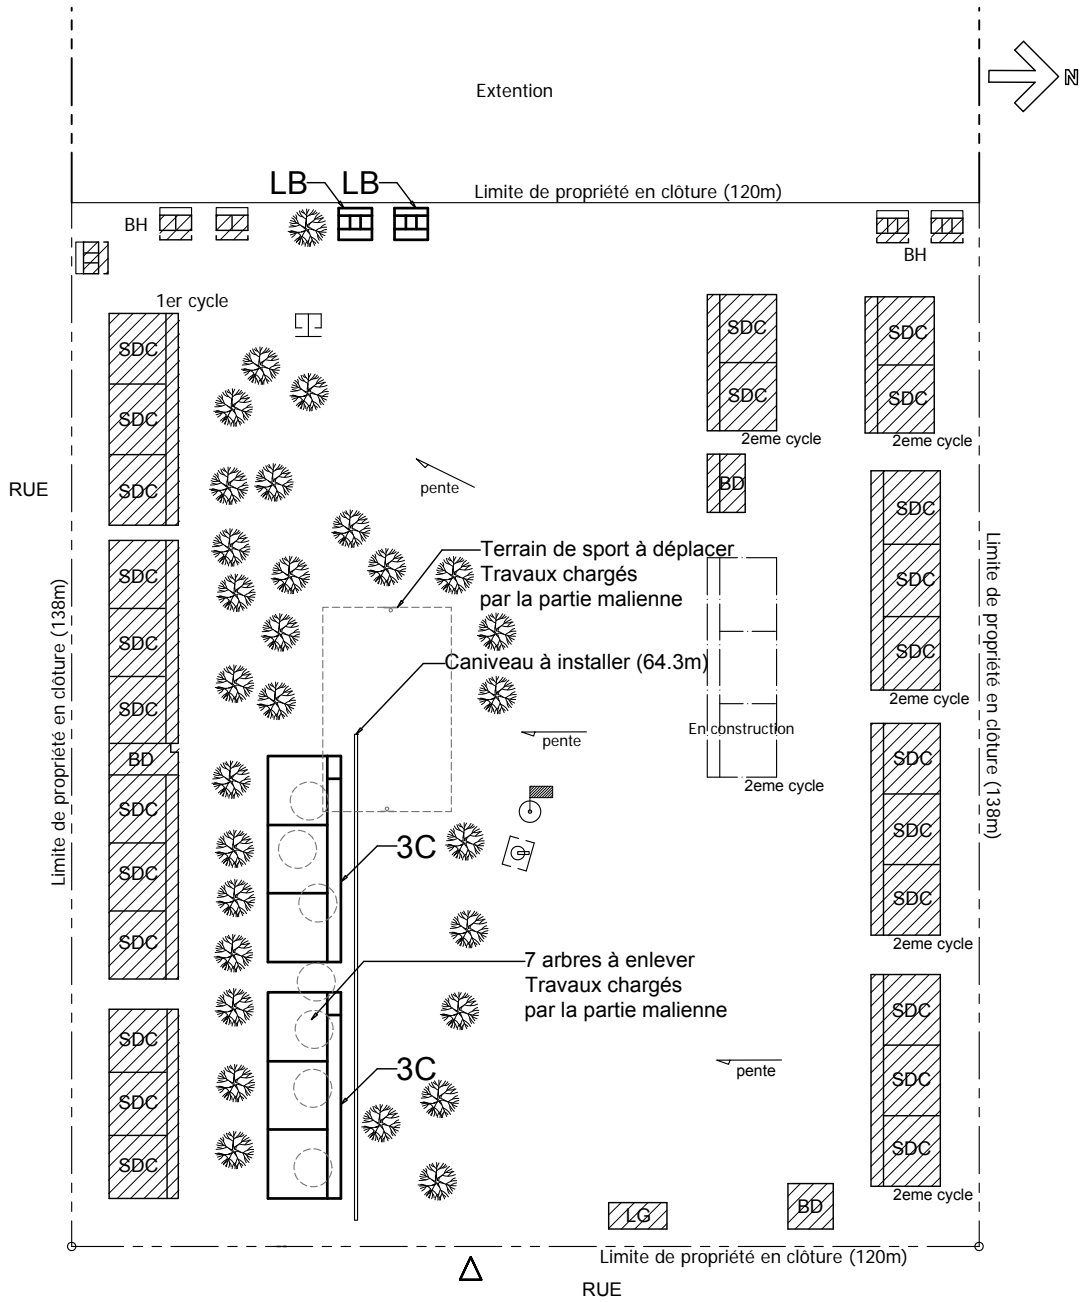 Extention
N
LB LB
Limite de propriété en clôture (120m)
BH
BH
1er cycle
SDC
SDC
SDC
SDC
SDC
2eme cycle
SDC
SDC
2eme cycle
RUE
pente
BD
SDC
SDC
SDC
2eme cycle
Terrain de sport à déplacer
Travaux chargés
par la partie malienne
Limite de propriété en clôture (138m)
Limite de propriété en clôture (138m)
SDC
SDC
SDC
BD
SDC
SDC
SDC
Caniveau à installer (64.3m)
pente
En construction
2eme cycle
SDC
SDC
SDC
2eme cycle
3C
7 arbres à enlever
Travaux chargés
par la partie malienne
3C
pente
SDC
SDC
SDC
SDC
SDC
SDC
2eme cycle
LG
BD
Limite de propriété en clôture (120m)
RUE